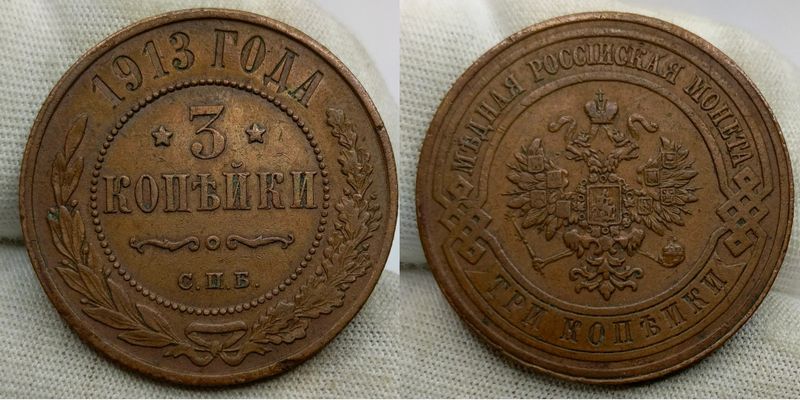 1913 ГОДА
3
КОПѢЙКИ
С.П.Б.
МѢДНАЯ РОССІЙСКАЯ МОНЕТА
ТРИ КОПѢЙКИ